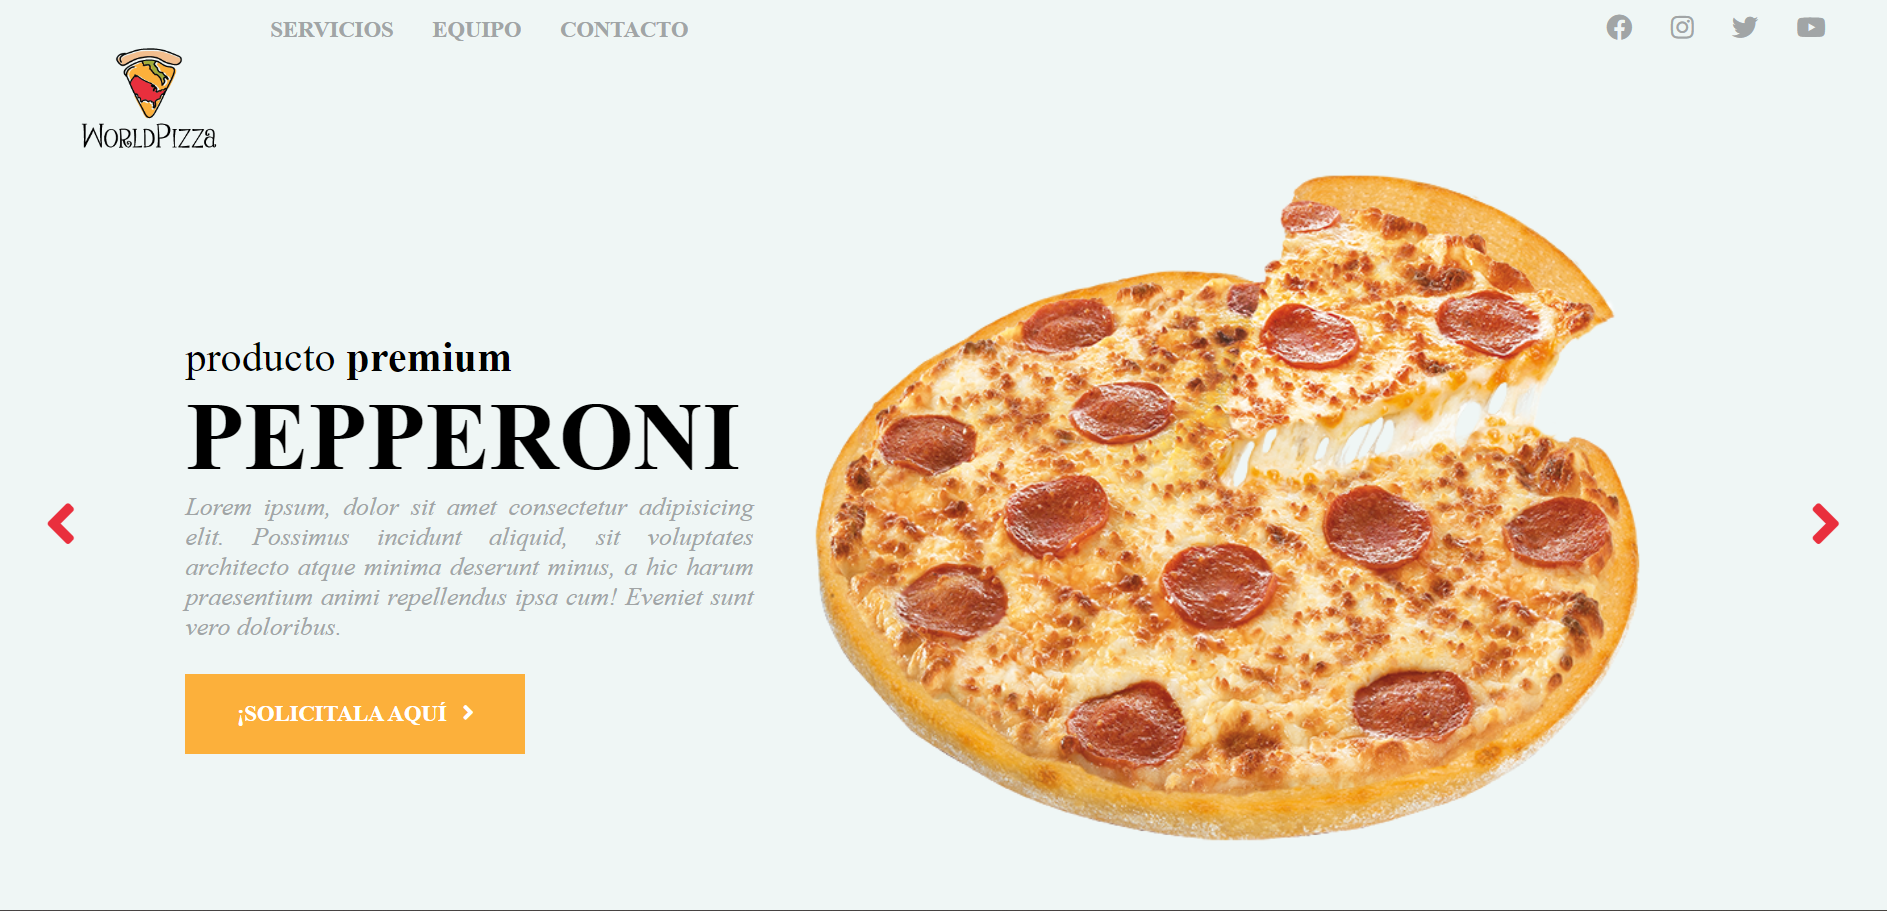 SERVICIOS EQUIPO CONTACTO
WORLDPIZZa
producto premium
PEPPERONI
Lorem ipsum, dolor sit amet consectetur adipisicing
elit. Possimus incidunt aliquid, sit voluptates
architecto atque minima deserunt minus, a hic harum
praesentium animi repellendus ipsa cum! Eveniet sunt
vero doloribus.
¡SOLICITALA AQUÍ